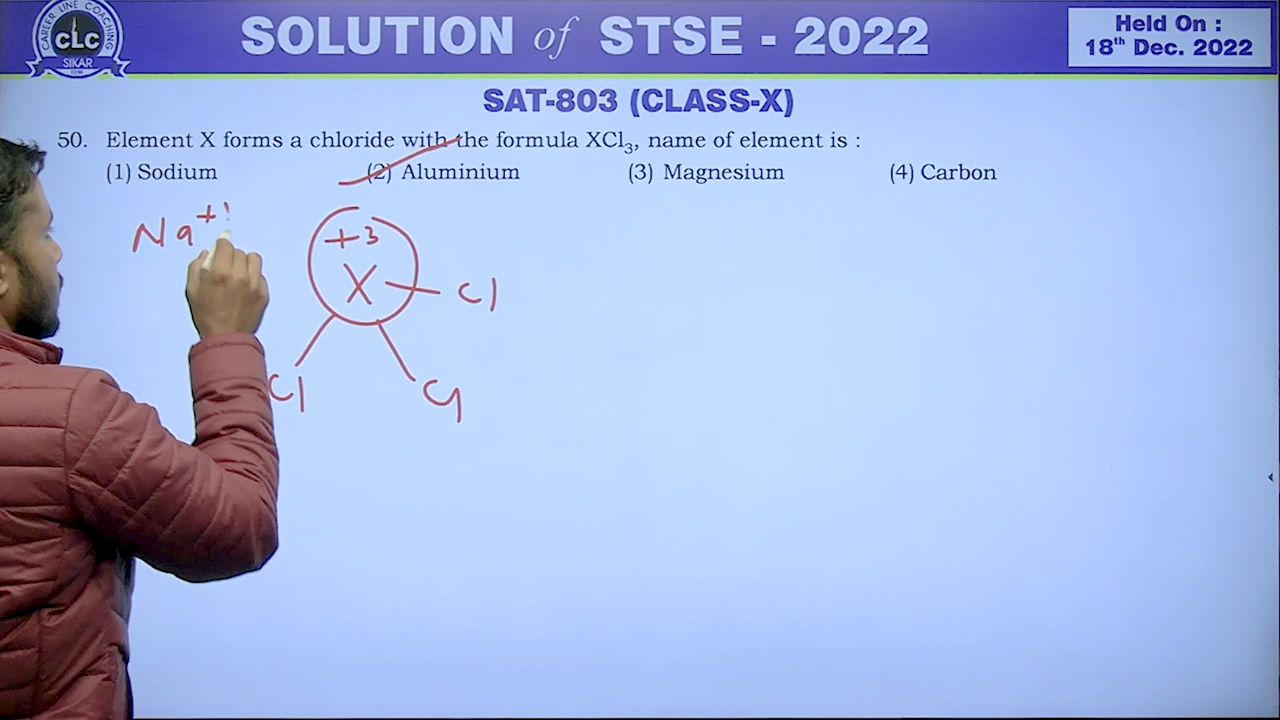 CAREER LINE COACHING
CLC
SIKAR
SOLUTION of STSE - 2022
Held On :
18th Dec. 2022
SAT-803 (CLASS-X)
50. Element X forms a chloride with the formula XCl₃, name of element is :
(1) Sodium (2) Aluminium (3) Magnesium (4) Carbon
Na+1
+3
X Cl
Cl Cl